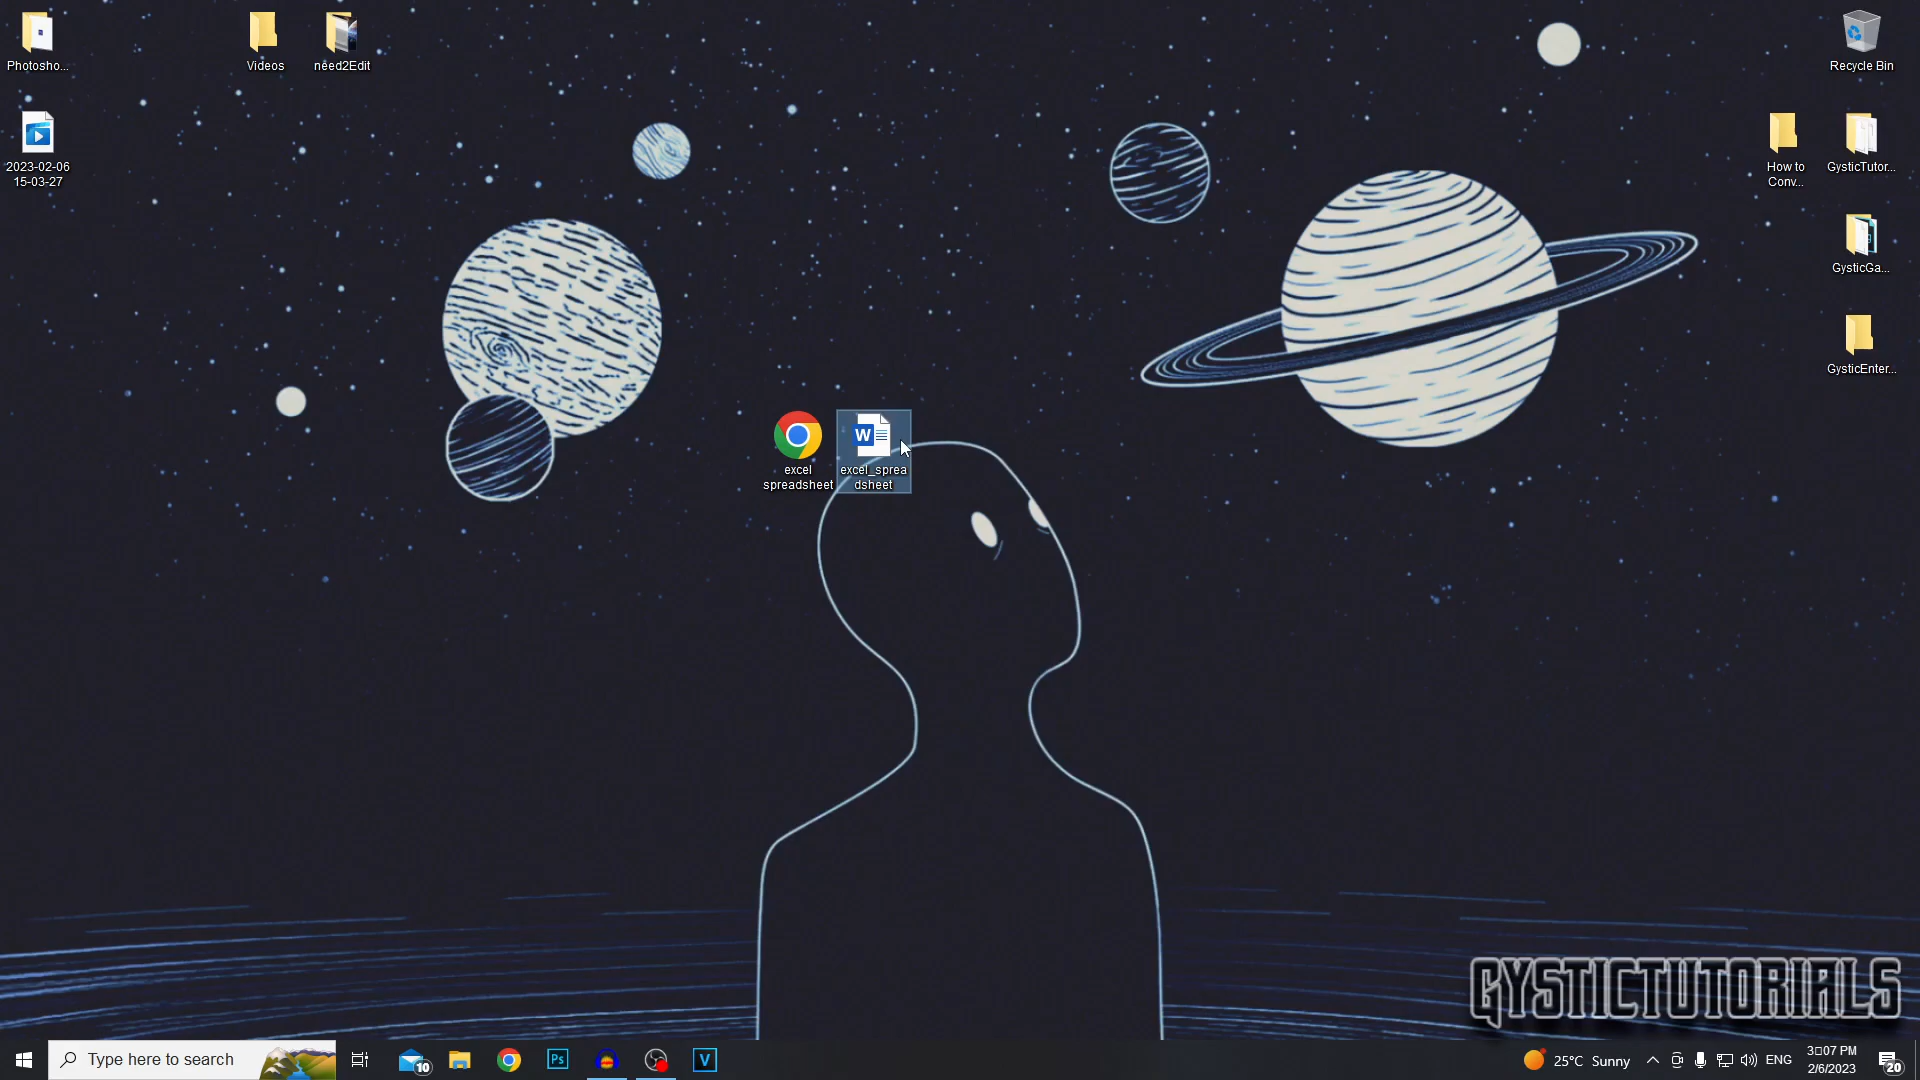 Photosho...
Videos
need2Edit
Recycle Bin
2023-02-06
15-03-27
How to
Conv...
GysticTutor...
GysticGa...
GysticEnter...
W
excel
spreadsheet
excel_sprea
dsheet
GYSTICTUTORIALS
Type here to search
10
Ps
V
25°C Sunny
ENG
3□07 PM
2/6/2023
20